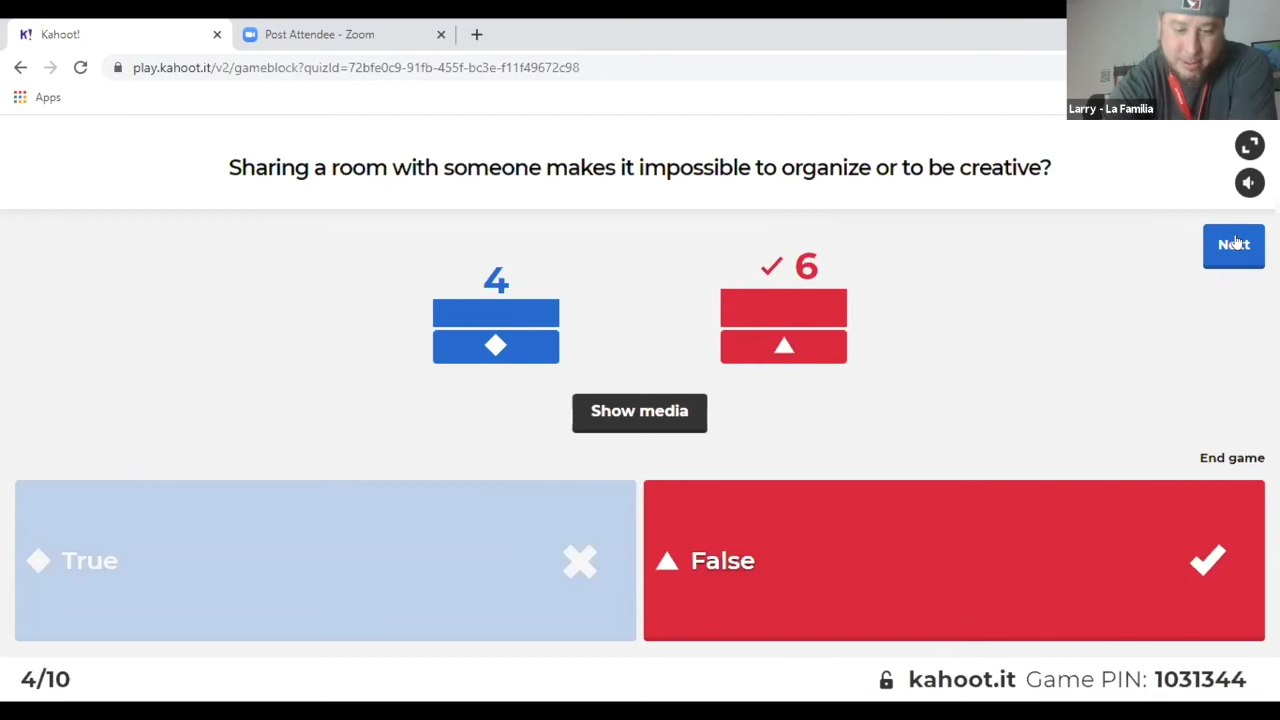 K! Kahoot!
Post Attendee - Zoom
play.kahoot.it/v2/gameblock?quizId=72bfe0c9-91fb-455f-bc3e-f11f49672c98
Apps
Larry - La Familia
Sharing a room with someone makes it impossible to organize or to be creative?
Next
4
6
Show media
End game
True
False
4/10
kahoot.it Game PIN: 1031344